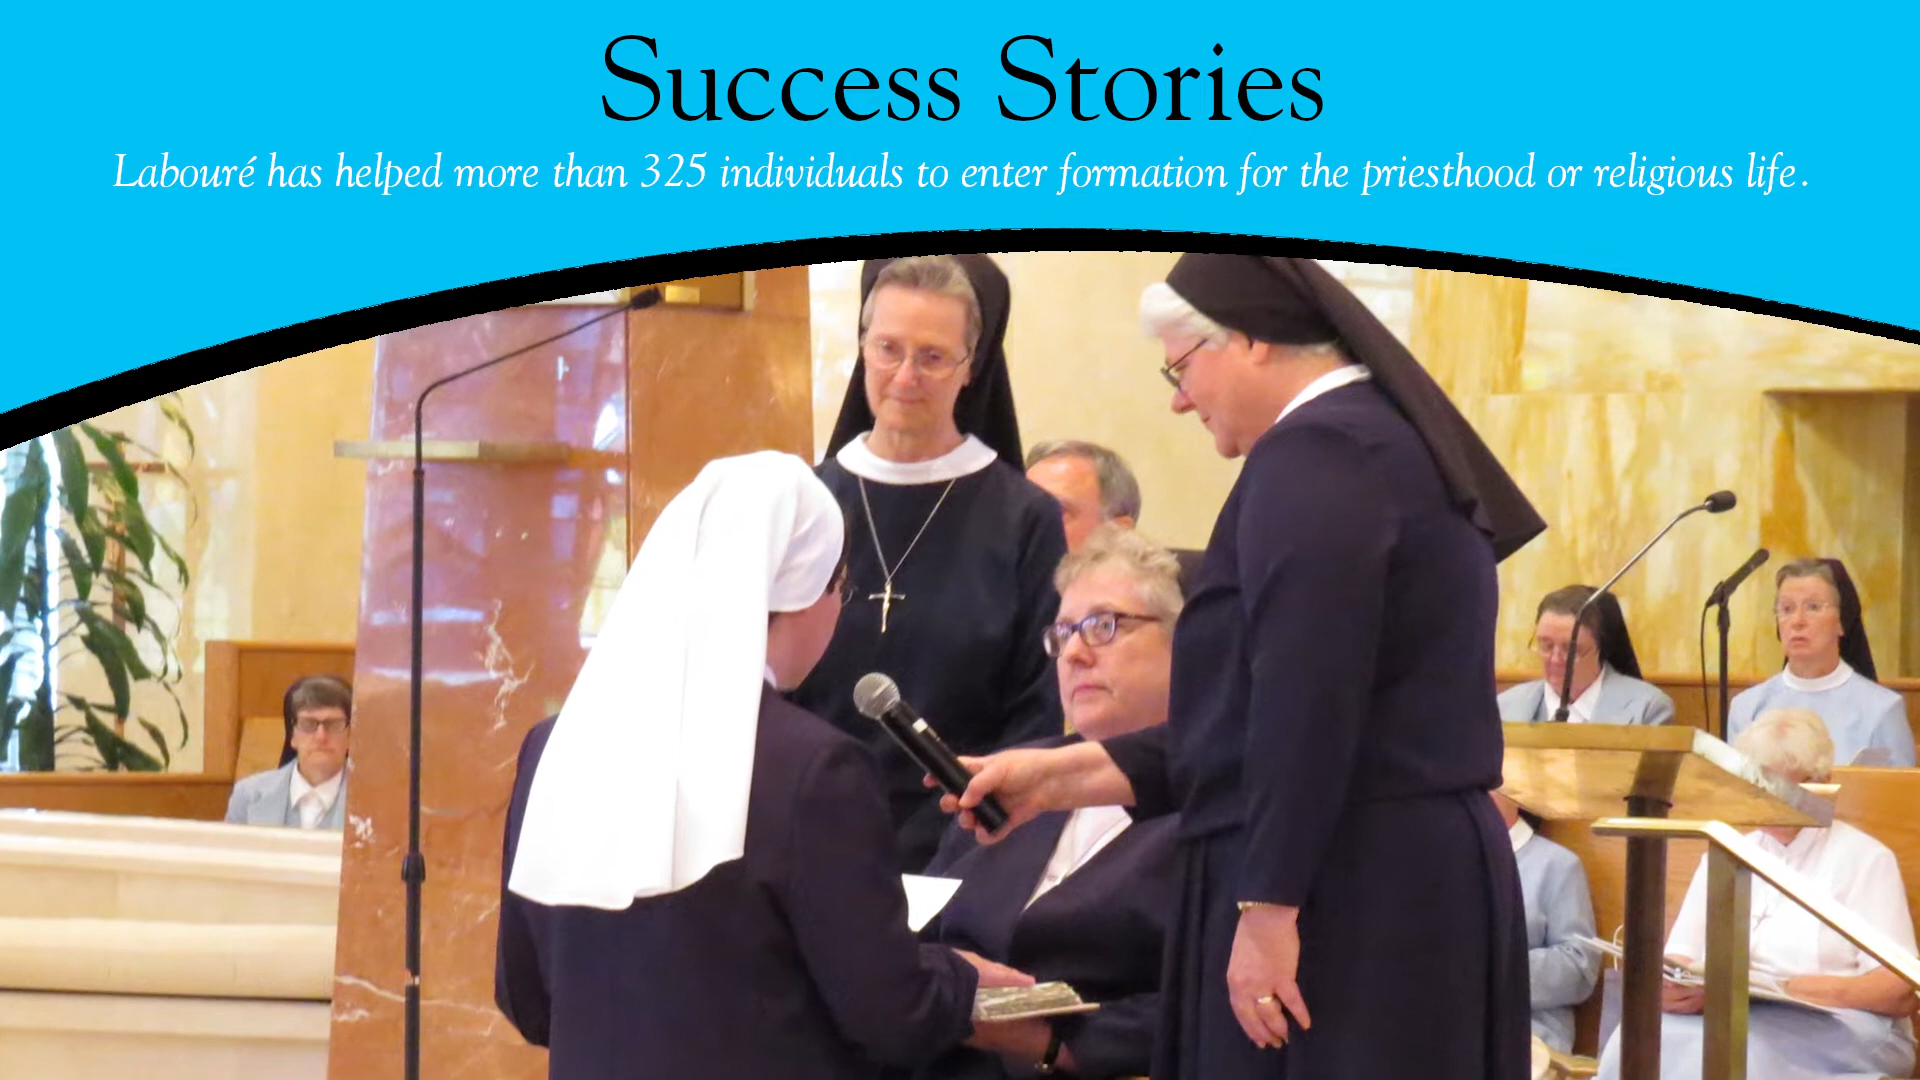 Success Stories
Labouré has helped more than 325 individuals to enter formation for the priesthood or religious life.